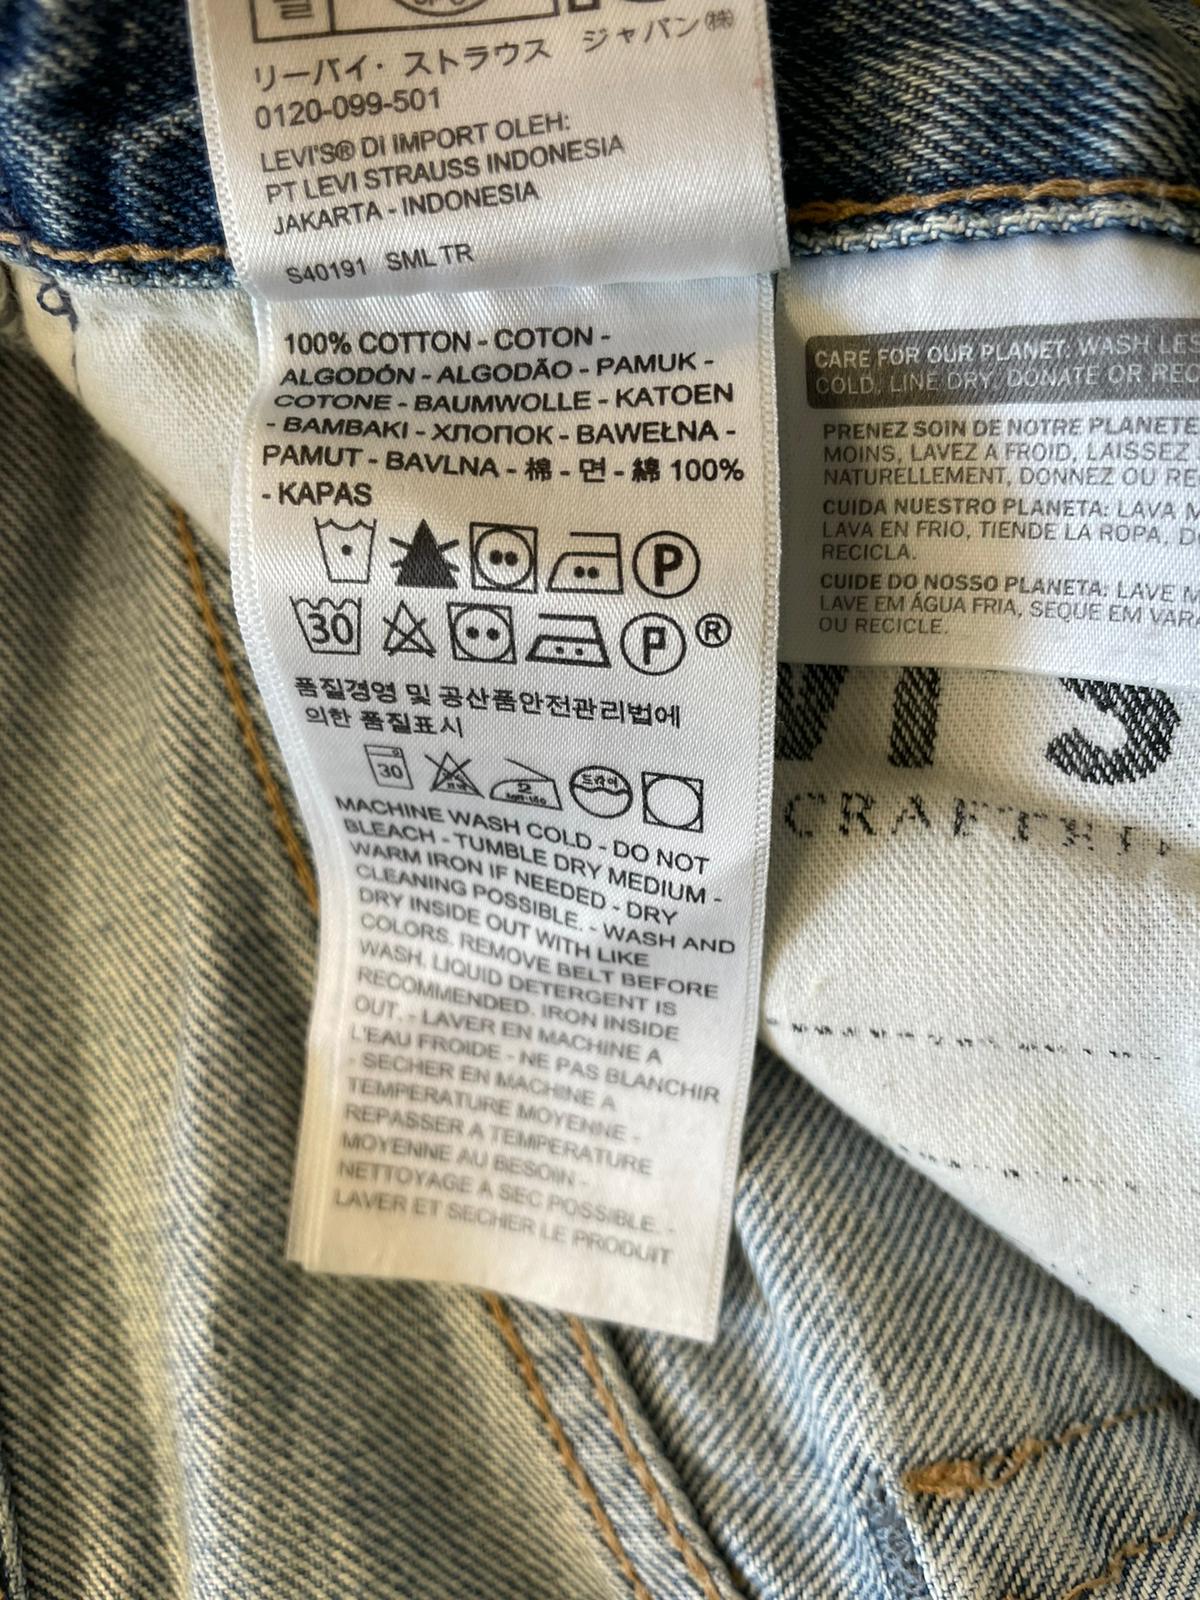 リーバイ・ストラウス ジャパン㈱
0120-099-501
LEVI'S® DI IMPORT OLEH:
PT LEVI STRAUSS INDONESIA
JAKARTA - INDONESIA
S40191 SML TR
100% COTTON - COTON -
ALGODÓN - ALGODÃO - PAMUK -
COTONE - BAUMWOLLE - KATOEN
- BAMBAKI - ХЛОПОК - BAWEŁNA -
PAMUT - BAVLNA - 棉 - 면 - 綿 100%
- KAPAS
P
30 P ®
품질경영 및 공산품안전관리법에
의한 품질표시
30 2 드라이
MACHINE WASH COLD - DO NOT
BLEACH - TUMBLE DRY MEDIUM -
WARM IRON IF NEEDED - DRY
CLEANING POSSIBLE. - WASH AND
DRY INSIDE OUT WITH LIKE
COLORS. REMOVE BELT BEFORE
WASH. LIQUID DETERGENT IS
RECOMMENDED. IRON INSIDE
OUT. - LAVER EN MACHINE A
L'EAU FROIDE - NE PAS BLANCHIR
- SECHER EN MACHINE A
TEMPERATURE MOYENNE -
REPASSER A TEMPERATURE
MOYENNE AU BESOIN -
NETTOYAGE A SEC POSSIBLE. -
LAVER ET SECHER LE PRODUIT
CARE FOR OUR PLANET: WASH LES
COLD, LINE DRY, DONATE OR REC
PRENEZ SOIN DE NOTRE PLANETE
MOINS, LAVEZ A FROID, LAISSEZ
NATURELLEMENT, DONNEZ OU RE
CUIDA NUESTRO PLANETA: LAVA M
LAVA EN FRIO, TIENDE LA ROPA, D
RECICLA.
CUIDE DO NOSSO PLANETA: LAVE M
LAVE EM ÁGUA FRIA, SEQUE EM VAR
OU RECICLE.
I'S
CRAFTE